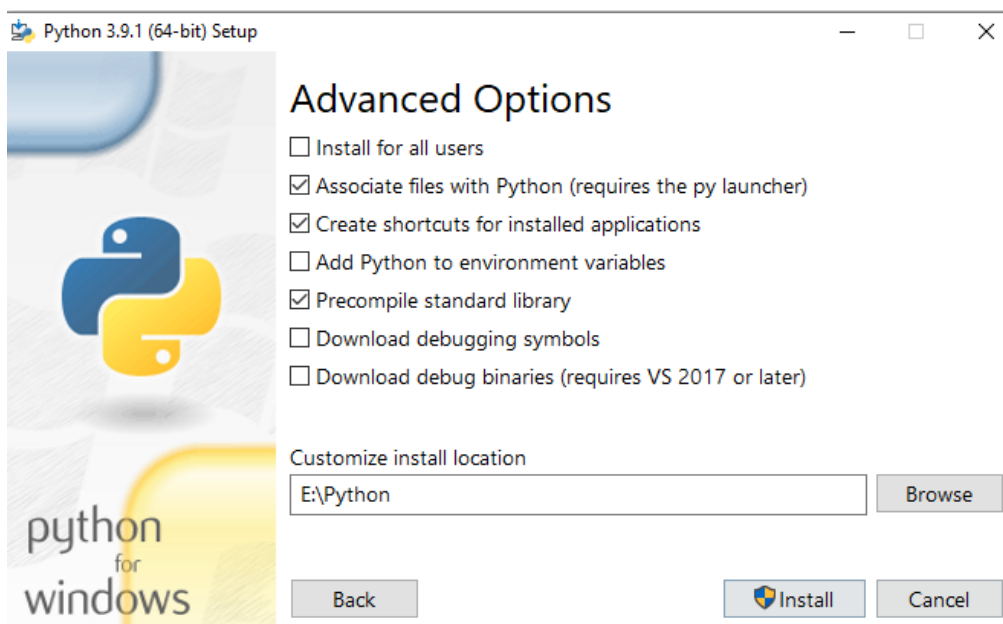 Python 3.9.1 (64-bit) Setup
Advanced Options
Install for all users
Associate files with Python (requires the py launcher)
Create shortcuts for installed applications
Add Python to environment variables
Precompile standard library
Download debugging symbols
Download debug binaries (requires VS 2017 or later)
Customize install location
E:\Python
Browse
python
for
windows
Back
Install
Cancel